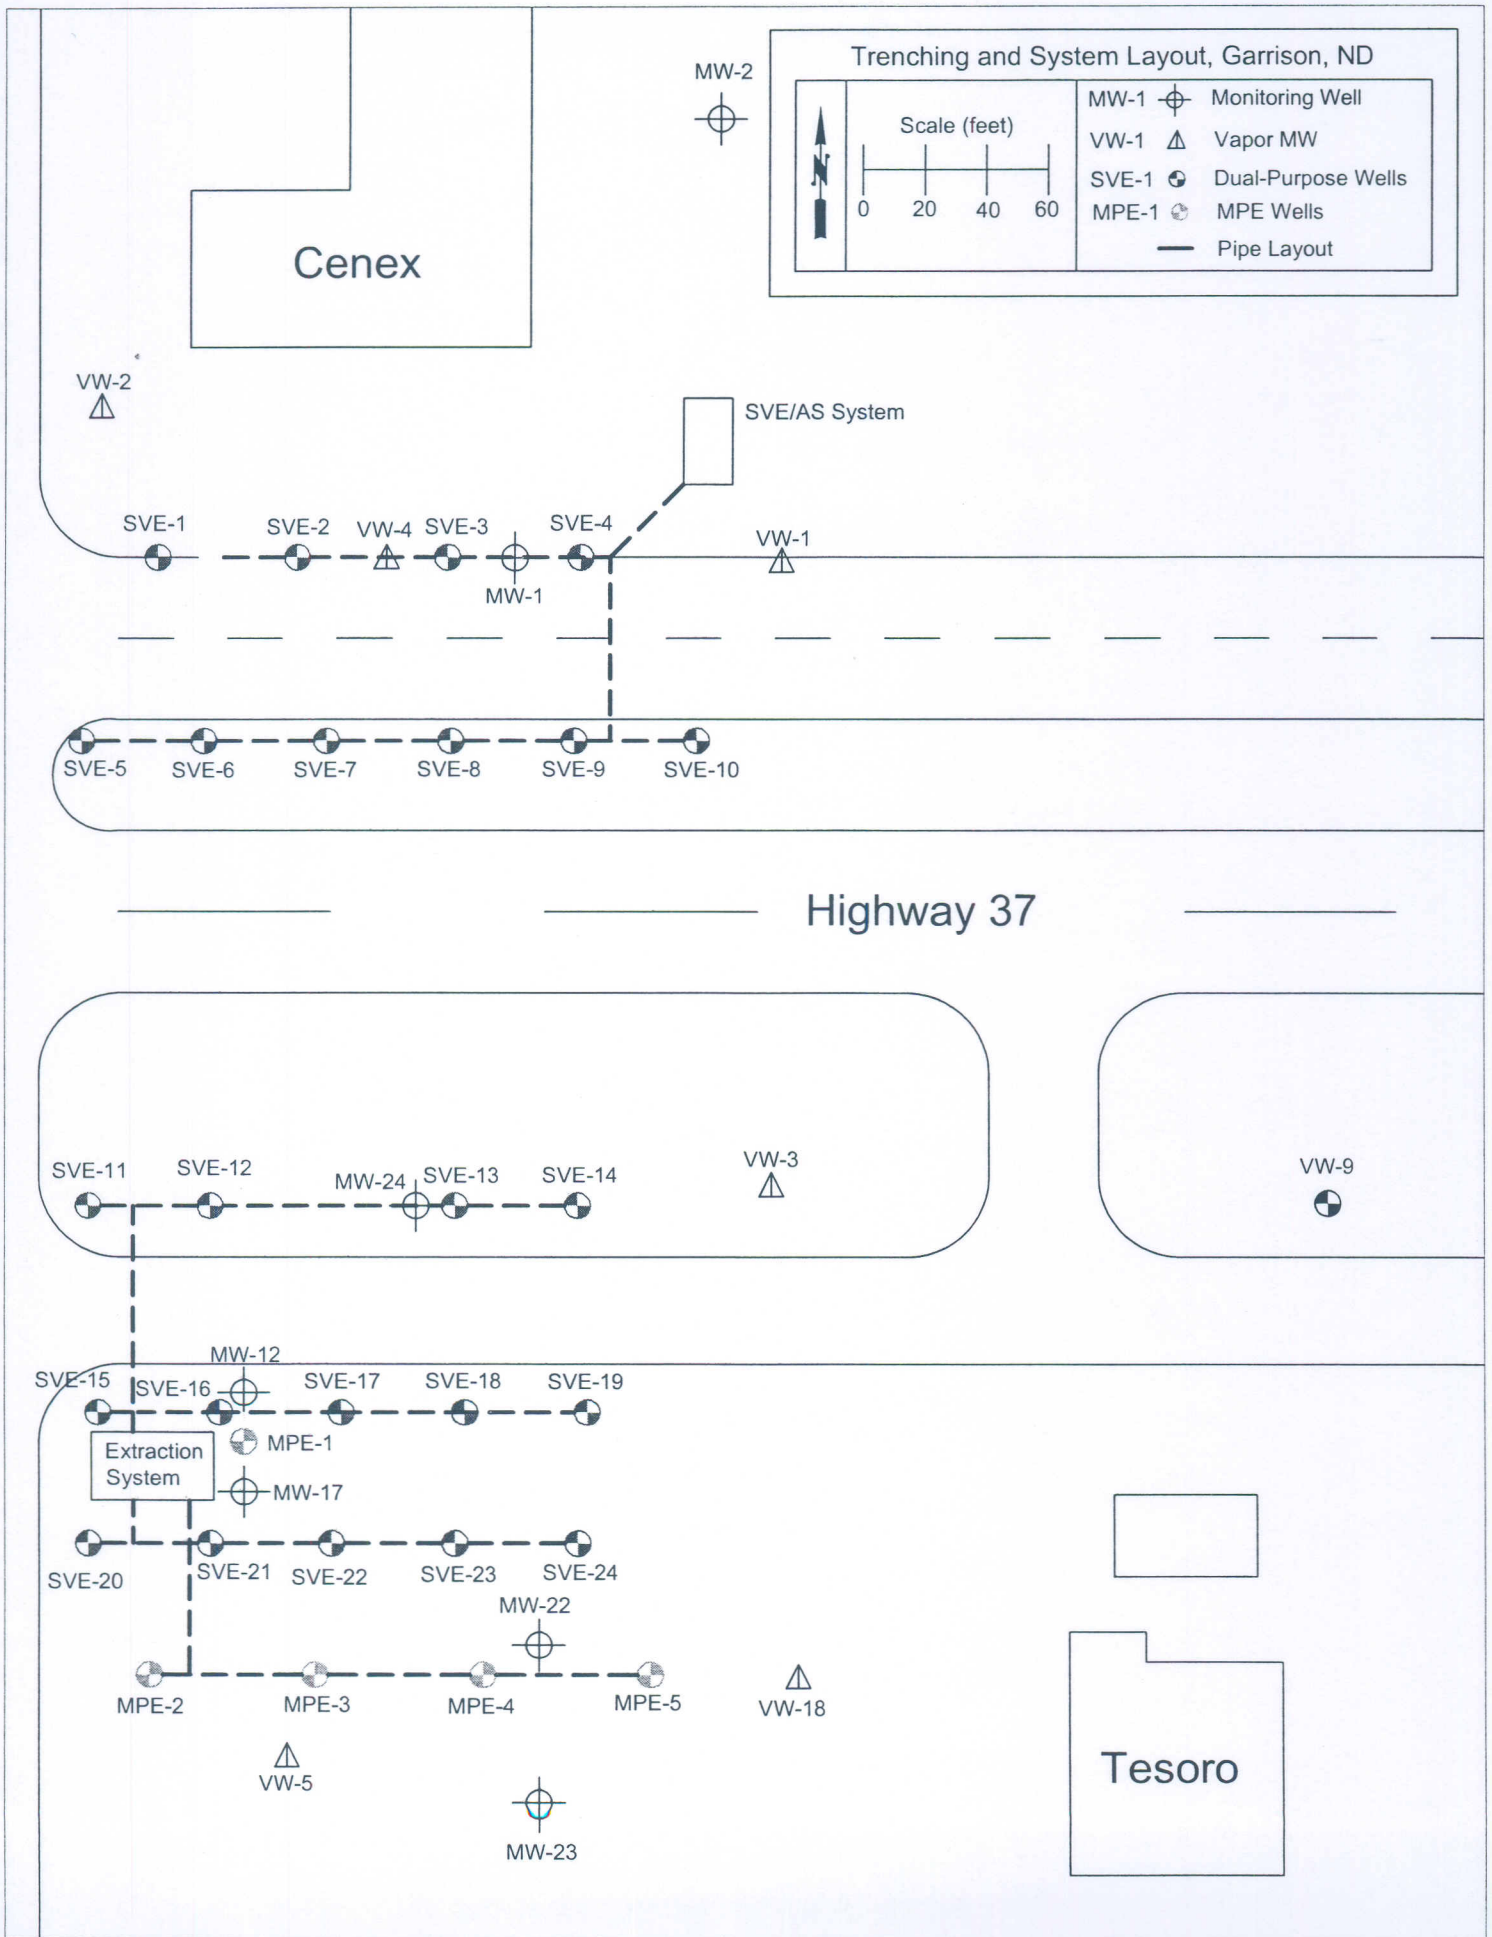 Trenching and System Layout, Garrison, ND
Scale (feet)
0 20 40 60
N
MW-1 Monitoring Well
VW-1 Vapor MW
SVE-1 Dual-Purpose Wells
MPE-1 MPE Wells
Pipe Layout
MW-2
Cenex
VW-2
SVE/AS System
SVE-1 SVE-2 VW-4 SVE-3 SVE-4 VW-1
MW-1
SVE-5 SVE-6 SVE-7 SVE-8 SVE-9 SVE-10
Highway 37
SVE-11 SVE-12 MW-24 SVE-13 SVE-14 VW-3 VW-9
MW-12
SVE-15 SVE-16 SVE-17 SVE-18 SVE-19
Extraction
System
MPE-1
MW-17
SVE-20 SVE-21 SVE-22 SVE-23 SVE-24
MW-22
MPE-2 MPE-3 MPE-4 MPE-5 VW-18
VW-5
Tesoro
MW-23